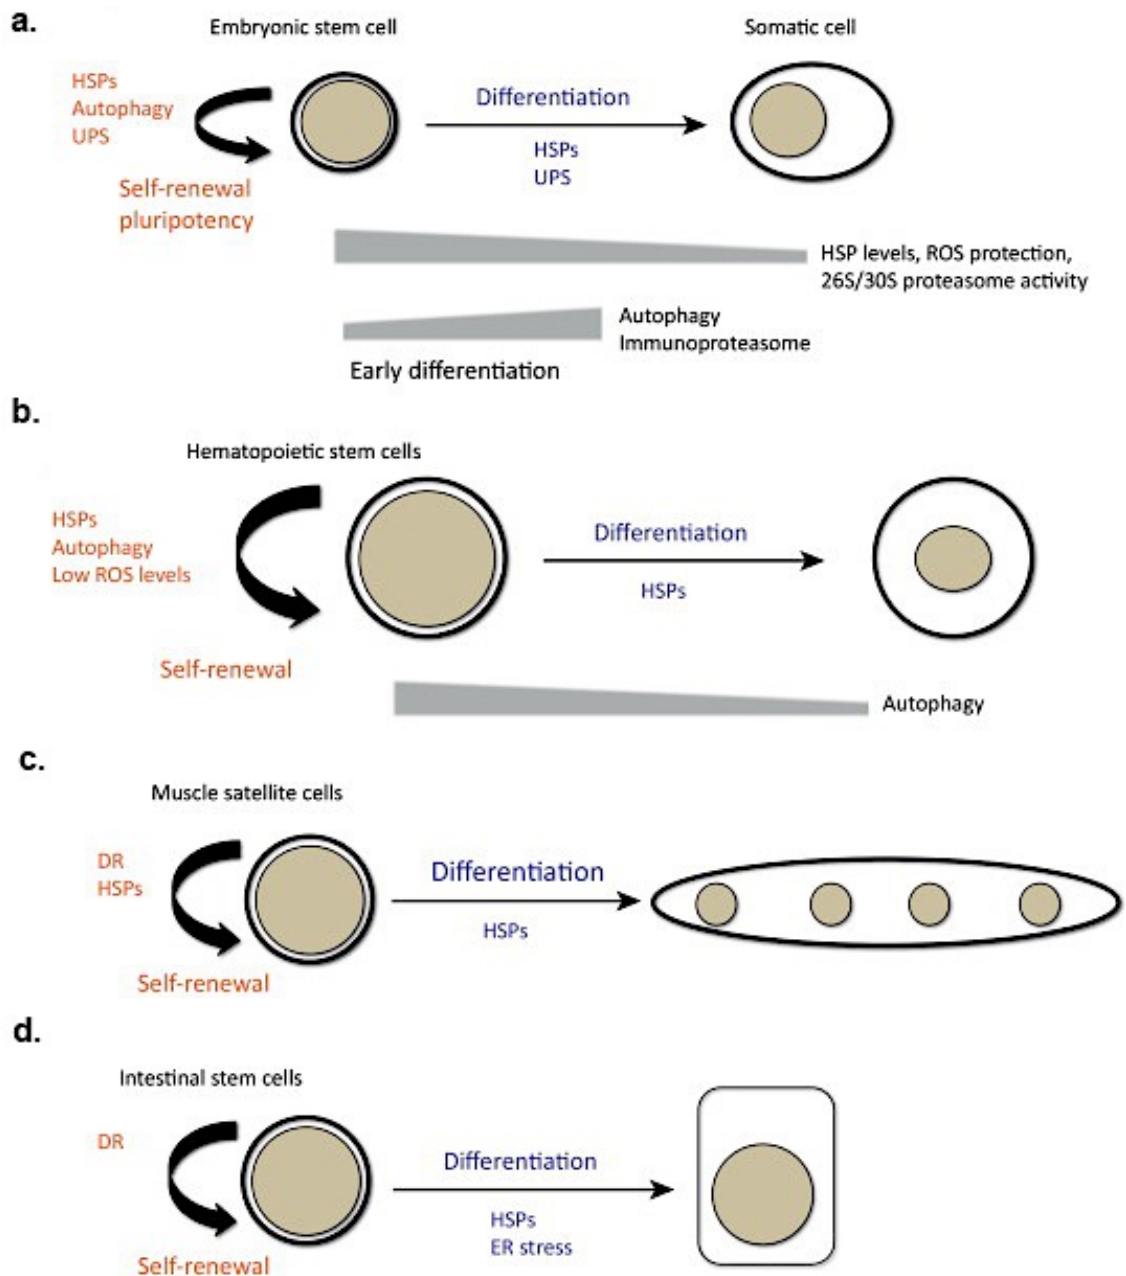 a.
Embryonic stem cell
Somatic cell
HSPs
Autophagy
UPS
Differentiation
HSPs
UPS
Self-renewal
pluripotency
HSP levels, ROS protection,
26S/30S proteasome activity
Autophagy
Immunoproteasome
Early differentiation
b.
Hematopoietic stem cells
HSPs
Autophagy
Low ROS levels
Differentiation
HSPs
Self-renewal
Autophagy
c.
Muscle satellite cells
DR
HSPs
Differentiation
HSPs
Self-renewal
d.
Intestinal stem cells
DR
Differentiation
HSPs
ER stress
Self-renewal